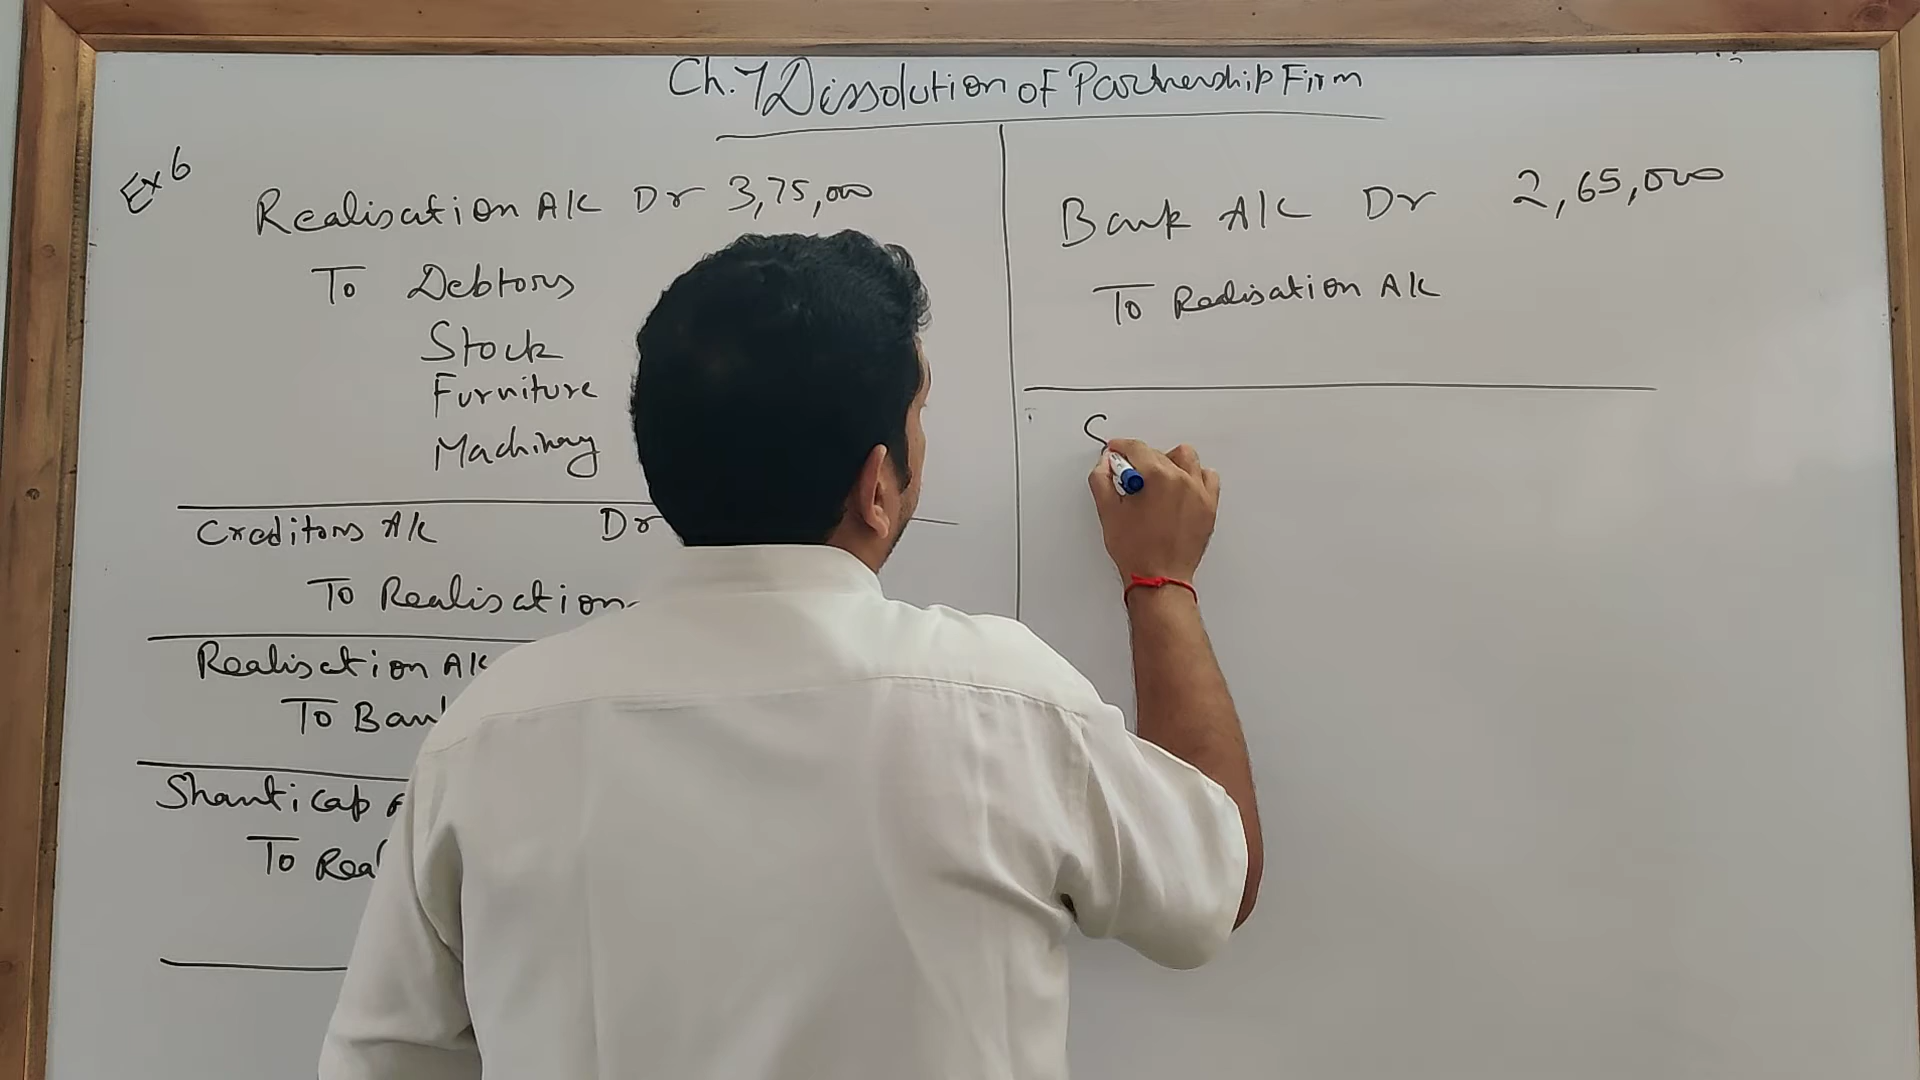 Ch. 7 Dissolution of Partnership Firm
Ex 6
Realisation A/c Dr 3,75,000
To Debtors
Stock
Furniture
Machinery
Creditors A/c Dr
To Realisation
Realisation A/c
To Ban
Shanti Cap A
To Real
Bank A/c Dr 2,65,000
To Realisation A/c
S